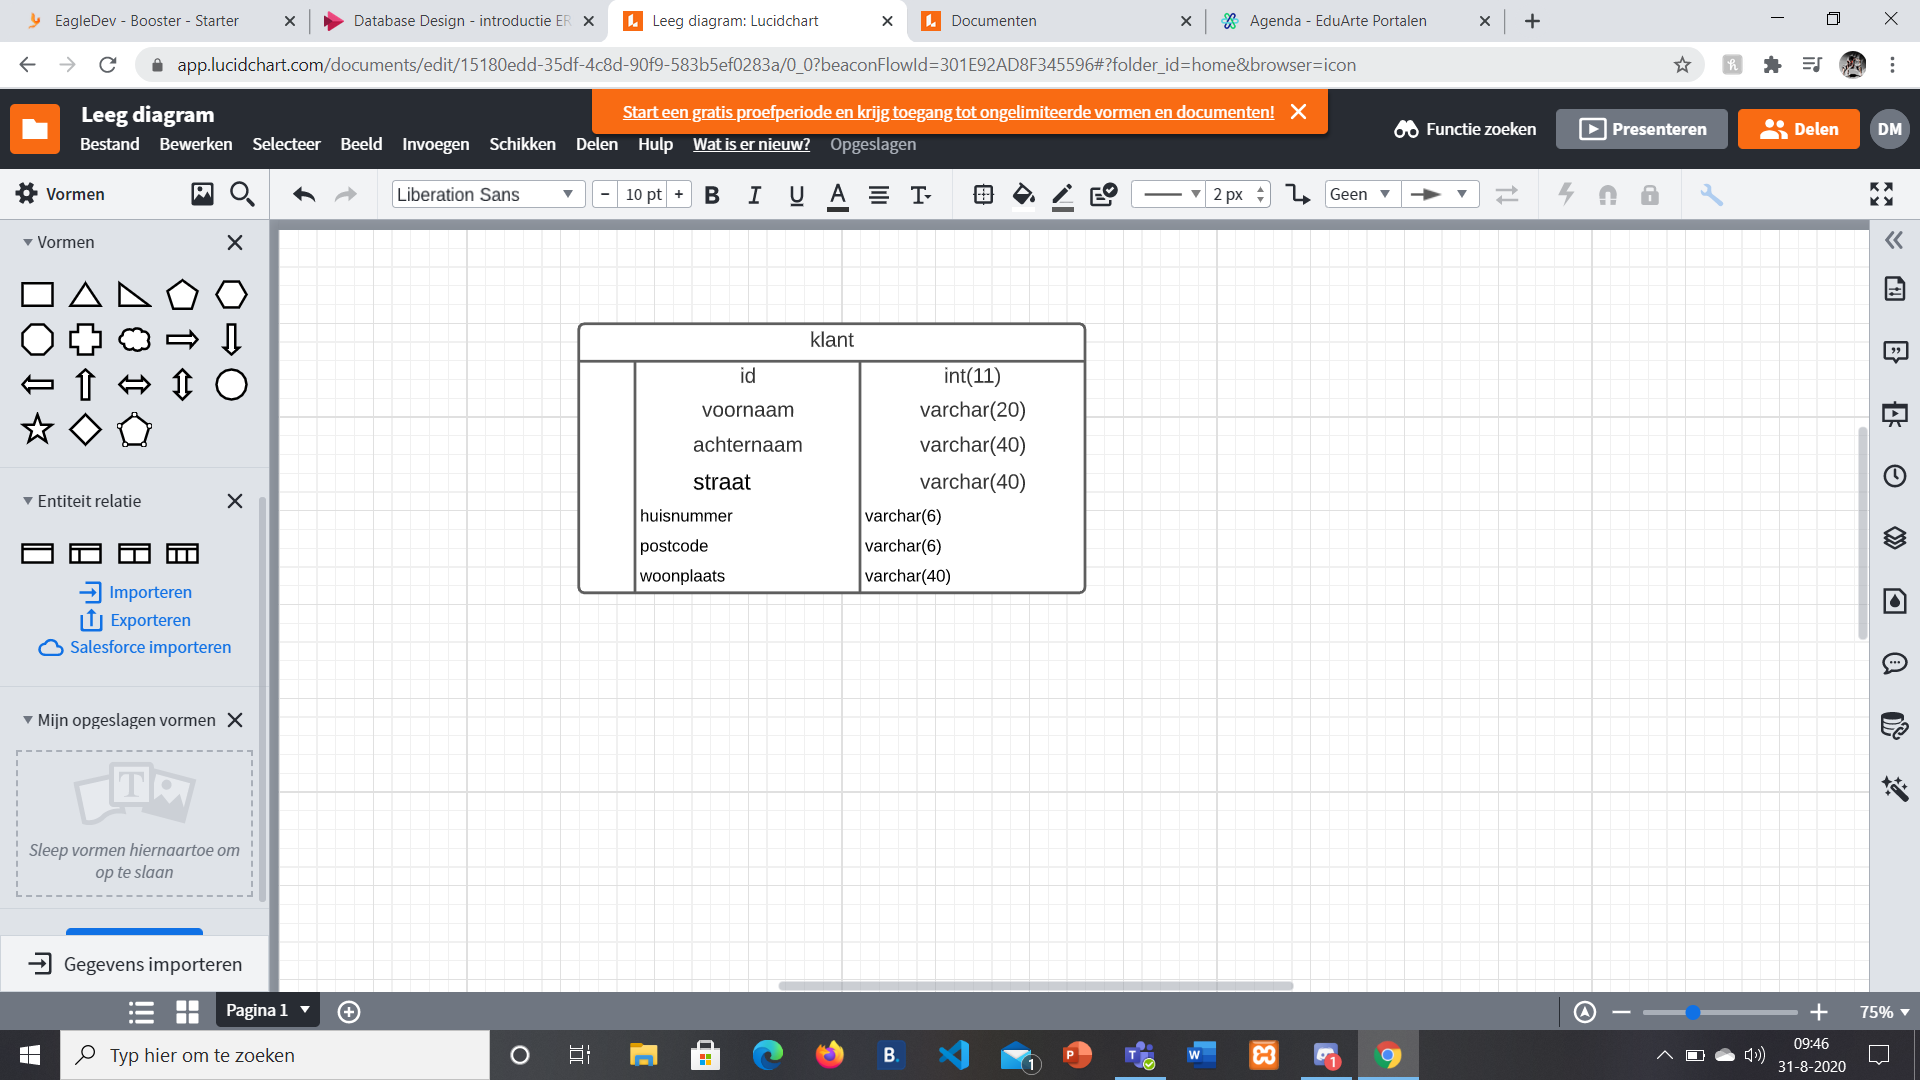 EagleDev - Booster - Starter
Database Design - introductie ER
Leeg diagram: Lucidchart
Documenten
Agenda - EduArte Portalen
app.lucidchart.com/documents/edit/15180edd-35df-4c8d-90f9-583b5ef0283a/0_0?beaconFlowId=301E92AD8F345596#?folder_id=home&browser=icon
Leeg diagram
Start een gratis proefperiode en krijg toegang tot ongelimiteerde vormen en documenten!
Bestand Bewerken Selecteer Beeld Invoegen Schikken Delen Hulp Wat is er nieuw? Opgeslagen
Functie zoeken
Presenteren
Delen
DM
Vormen
Liberation Sans
- 10 pt +
B I U A T
2 px
Geen
Vormen
Entiteit relatie
Importeren
Exporteren
Salesforce importeren
Mijn opgeslagen vormen
T
Sleep vormen hiernaartoe om
op te slaan
Gegevens importeren
klant
id int(11)
voornaam varchar(20)
achternaam varchar(40)
straat varchar(40)
huisnummer varchar(6)
postcode varchar(6)
woonplaats varchar(40)
Pagina 1
75%
Typ hier om te zoeken
B.
1
1
09:46
31-8-2020